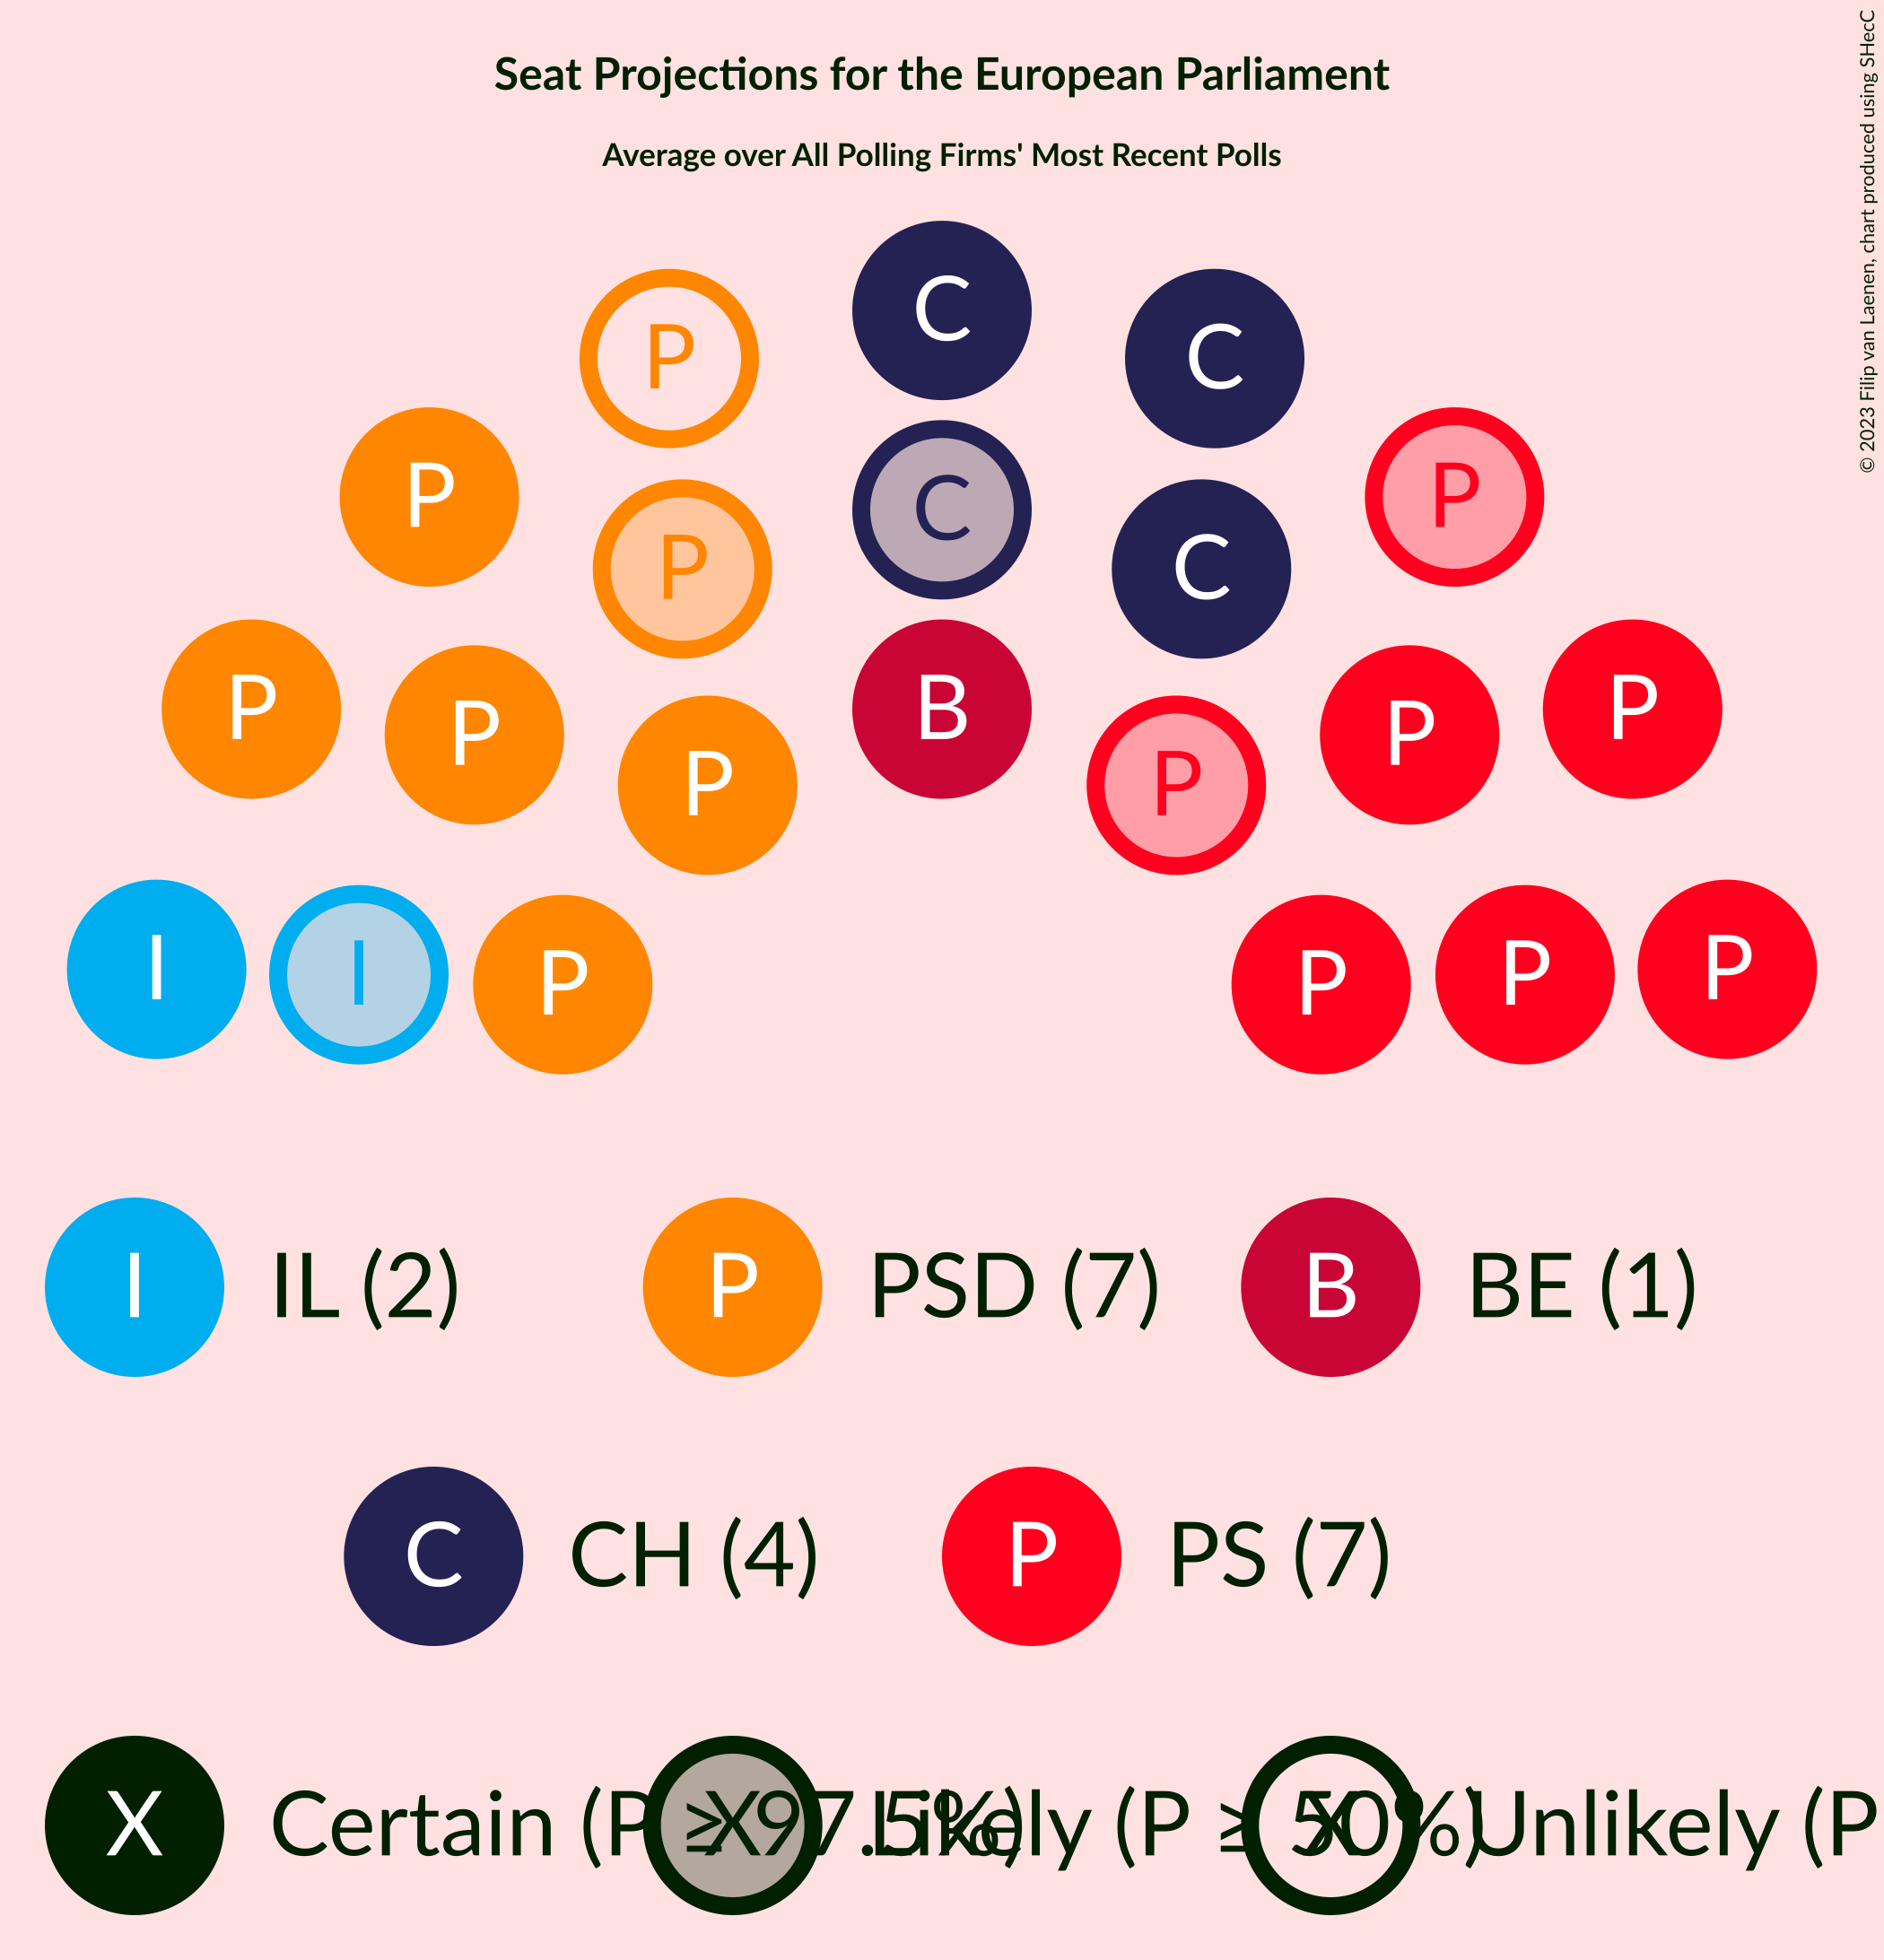 Seat Projections for the European Parliament
Average over All Polling Firms' Most Recent Polls
© 2023 Filip van Laenen, chart produced using SHecC
C
P
C
P
P
C
C
P
P
P
B
P
P
P
P
P
P
I
I
P
P
P
P
I IL (2)
P PSD (7)
B BE (1)
C CH (4)
P PS (7)
X Certain (P ≥ 97.5%)
X Likely (P ≥ 50%)
X Unlikely (P